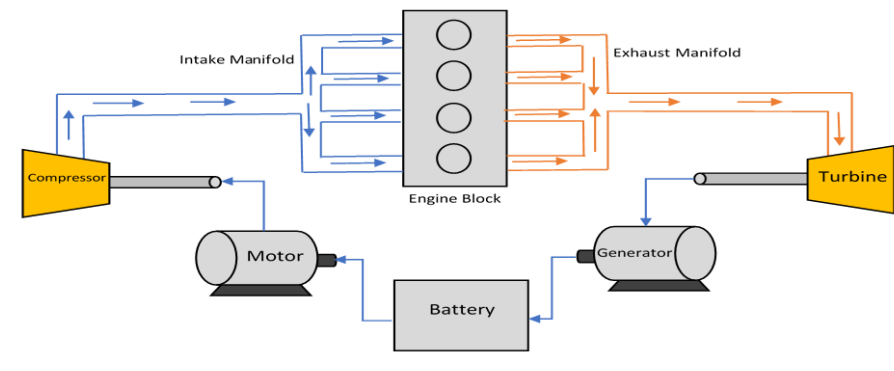 Intake Manifold
Exhaust Manifold
Compressor
Turbine
Engine Block
Motor
Generator
Battery